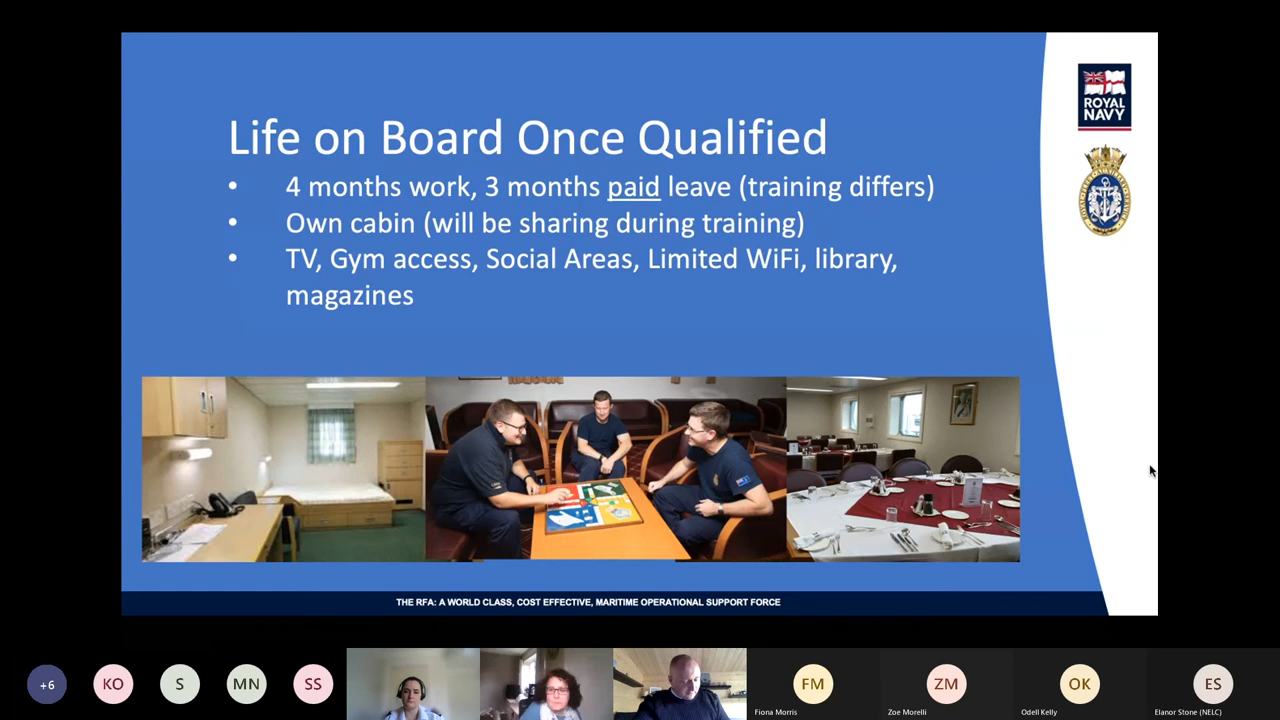 ROYAL
NAVY
Life on Board Once Qualified
• 4 months work, 3 months paid leave (training differs)
• Own cabin (will be sharing during training)
• TV, Gym access, Social Areas, Limited WiFi, library,
magazines
THE RFA: A WORLD CLASS, COST EFFECTIVE, MARITIME OPERATIONAL SUPPORT FORCE
+6
KO
S
MN
SS
FM
Fiona Morris
ZM
Zoe Morelli
OK
Odell Kelly
ES
Elanor Stone (NELC)